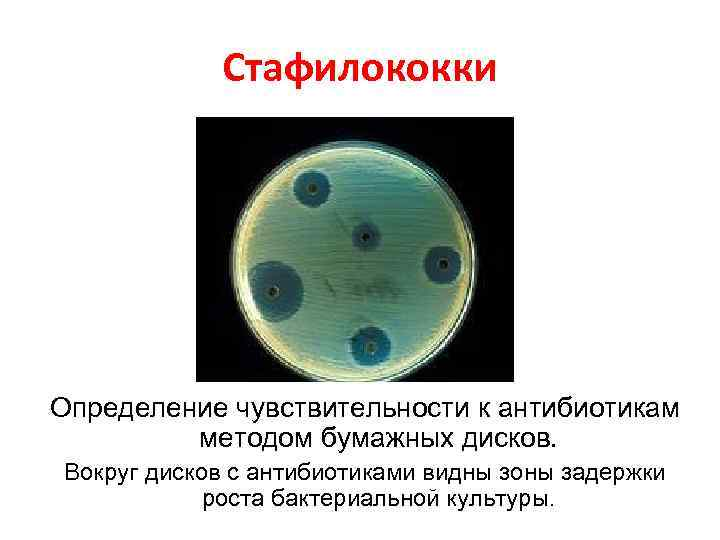 Стафилококки
Определение чувствительности к антибиотикам
методом бумажных дисков.
Вокруг дисков с антибиотиками видны зоны задержки
роста бактериальной культуры.